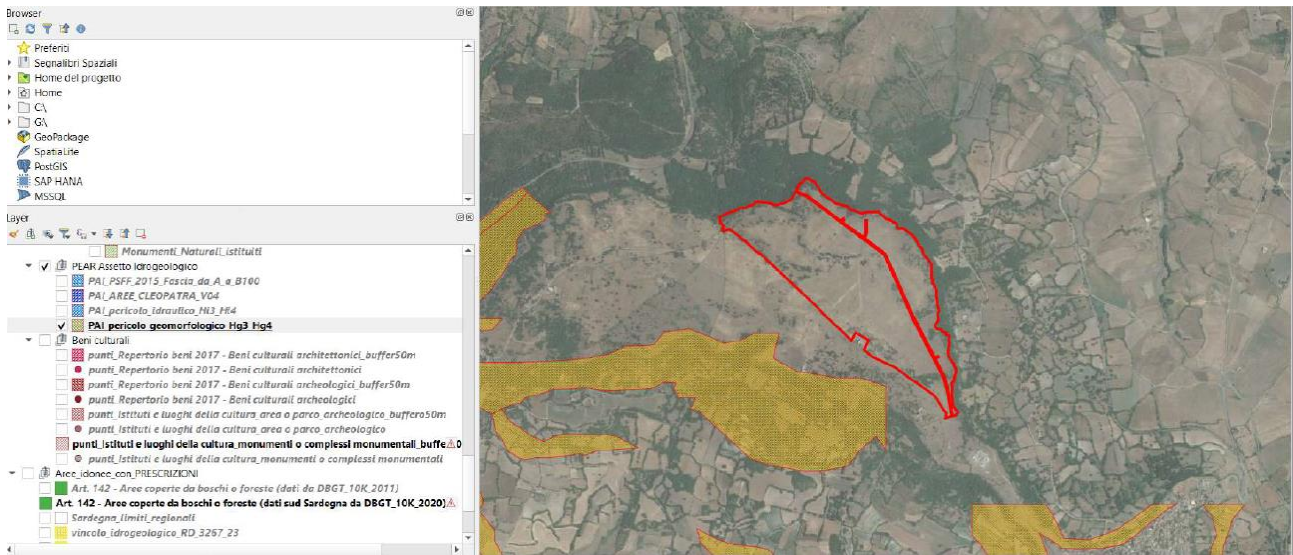 Browser
Preferiti
Segnalibri Spaziali
Home del progetto
Home
C:\
G:\
GeoPackage
SpatiaLite
PostGIS
SAP HANA
MSSQL
Layer
Monumenti_Naturali_istituiti
PEAR Assetto Idrogeologico
PAI_PSFF_2015_Fascia_da_A_a_B100
PAI_AREE_CLEOPATRA_V04
PAI_pericolo_idraulico_Hi3_Hi4
PAI_pericolo_geomorfologico_Hg3_Hg4
Beni culturali
punti_Repertorio beni 2017 - Beni culturali architettonici_buffer50m
punti_Repertorio beni 2017 - Beni culturali architettonici
punti_Repertorio beni 2017 - Beni culturali archeologici_buffer50m
punti_Repertorio beni 2017 - Beni culturali archeologici
punti_Istituti e luoghi della cultura_area o parco_archeologico_buffero50m
punti_Istituti e luoghi della cultura_area o parco_archeologico
punti_Istituti e luoghi della cultura_monumenti o complessi monumentali_buffe 0
punti_Istituti e luoghi della cultura_monumenti o complessi monumentali
Aree_idonee_con_PRESCRIZIONI
Art. 142 - Aree coperte da boschi o foreste (dati da DBGT_10K_2011)
Art. 142 - Aree coperte da boschi o foreste (dati sud Sardegna da DBGT_10K_2020)
Sardegna_limiti_regionali
vincolo_idrogeologico_RD_3267_23